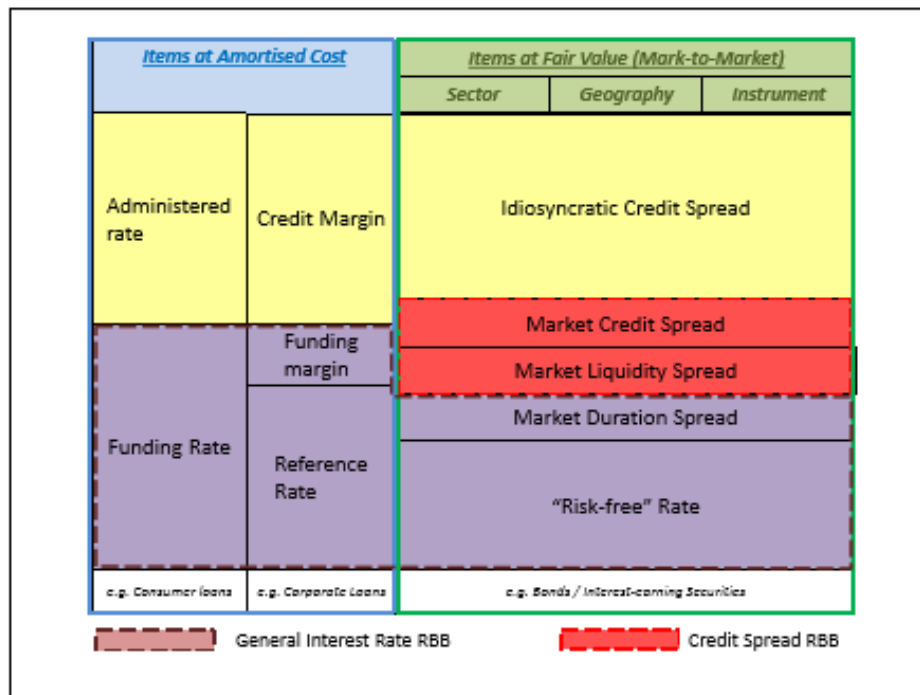 Items at Amortised Cost
Items at Fair Value (Mark-to-Market)
Sector
Geography
Instrument
Administered
rate
Credit Margin
Idiosyncratic Credit Spread
Market Credit Spread
Funding
margin
Market Liquidity Spread
Market Duration Spread
Funding Rate
Reference
Rate
"Risk-free" Rate
e.g. Consumer loans
e.g. Corporate Loans
e.g. Bonds / Interest-earning Securities
General Interest Rate RBB
Credit Spread RBB